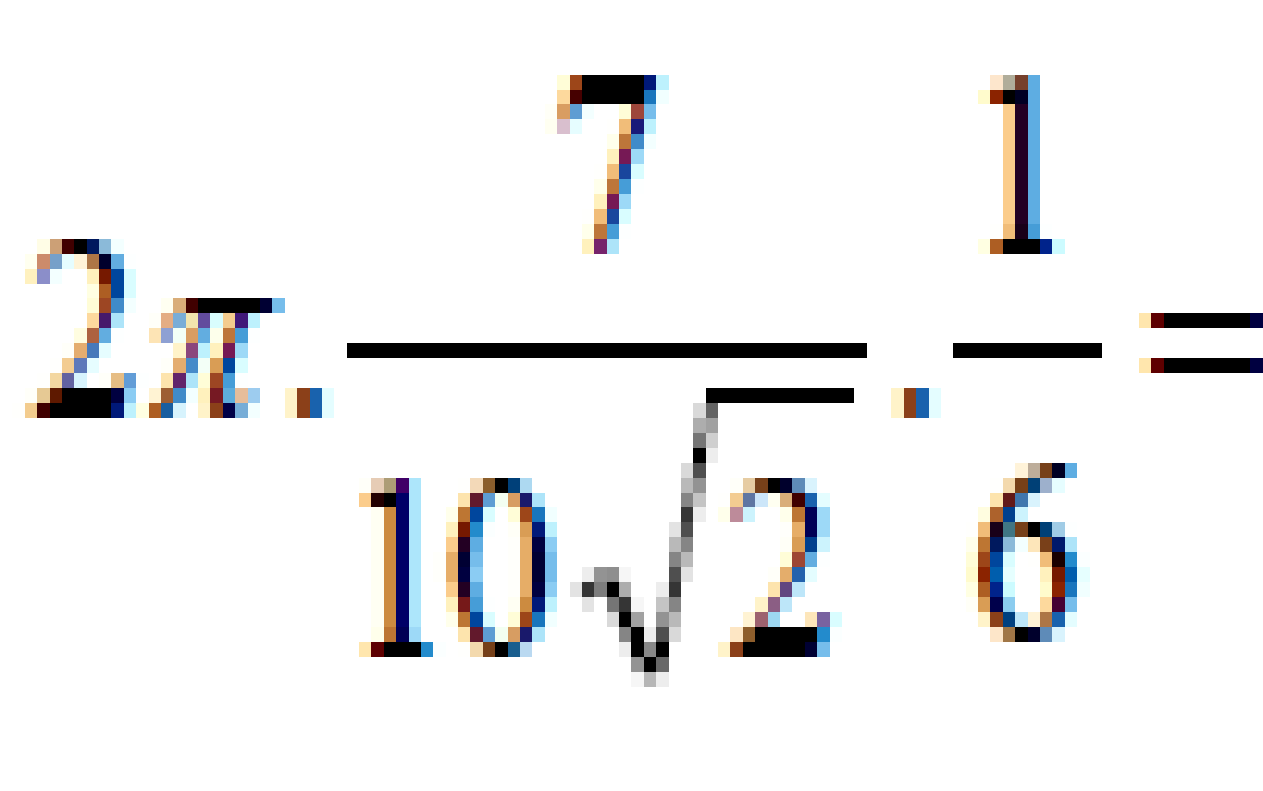 2π. 7/(10√2) . 1/6 =